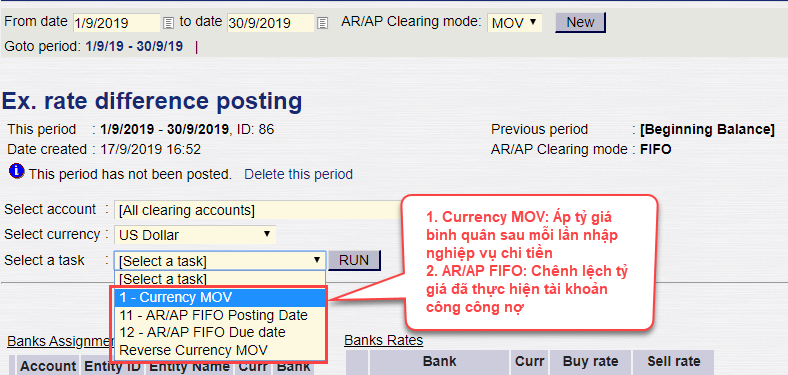 From date 1/9/2019 to date 30/9/2019 AR/AP Clearing mode: MOV New
Goto period: 1/9/19 - 30/9/19 |
Ex. rate difference posting
This period : 1/9/2019 - 30/9/2019, ID: 86 Previous period : [Beginning Balance]
Date created : 17/9/2019 16:52 AR/AP Clearing mode : FIFO
This period has not been posted. Delete this period
Select account : [All clearing accounts]
Select currency : US Dollar
Select a task : [Select a task] RUN
[Select a task]
1 - Currency MOV
11 - AR/AP FIFO Posting Date
12 - AR/AP FIFO Due date
Reverse Currency MOV
1. Currency MOV: Áp tỷ giá
bình quân sau mỗi lần nhập
nghiệp vụ chi tiền
2. AR/AP FIFO: Chênh lệch tỷ
giá đã thực hiện tài khoản
công công nợ
Banks Assignmen Banks Rates
Account Entity ID Entity Name Curr Bank Bank Curr Buy rate Sell rate